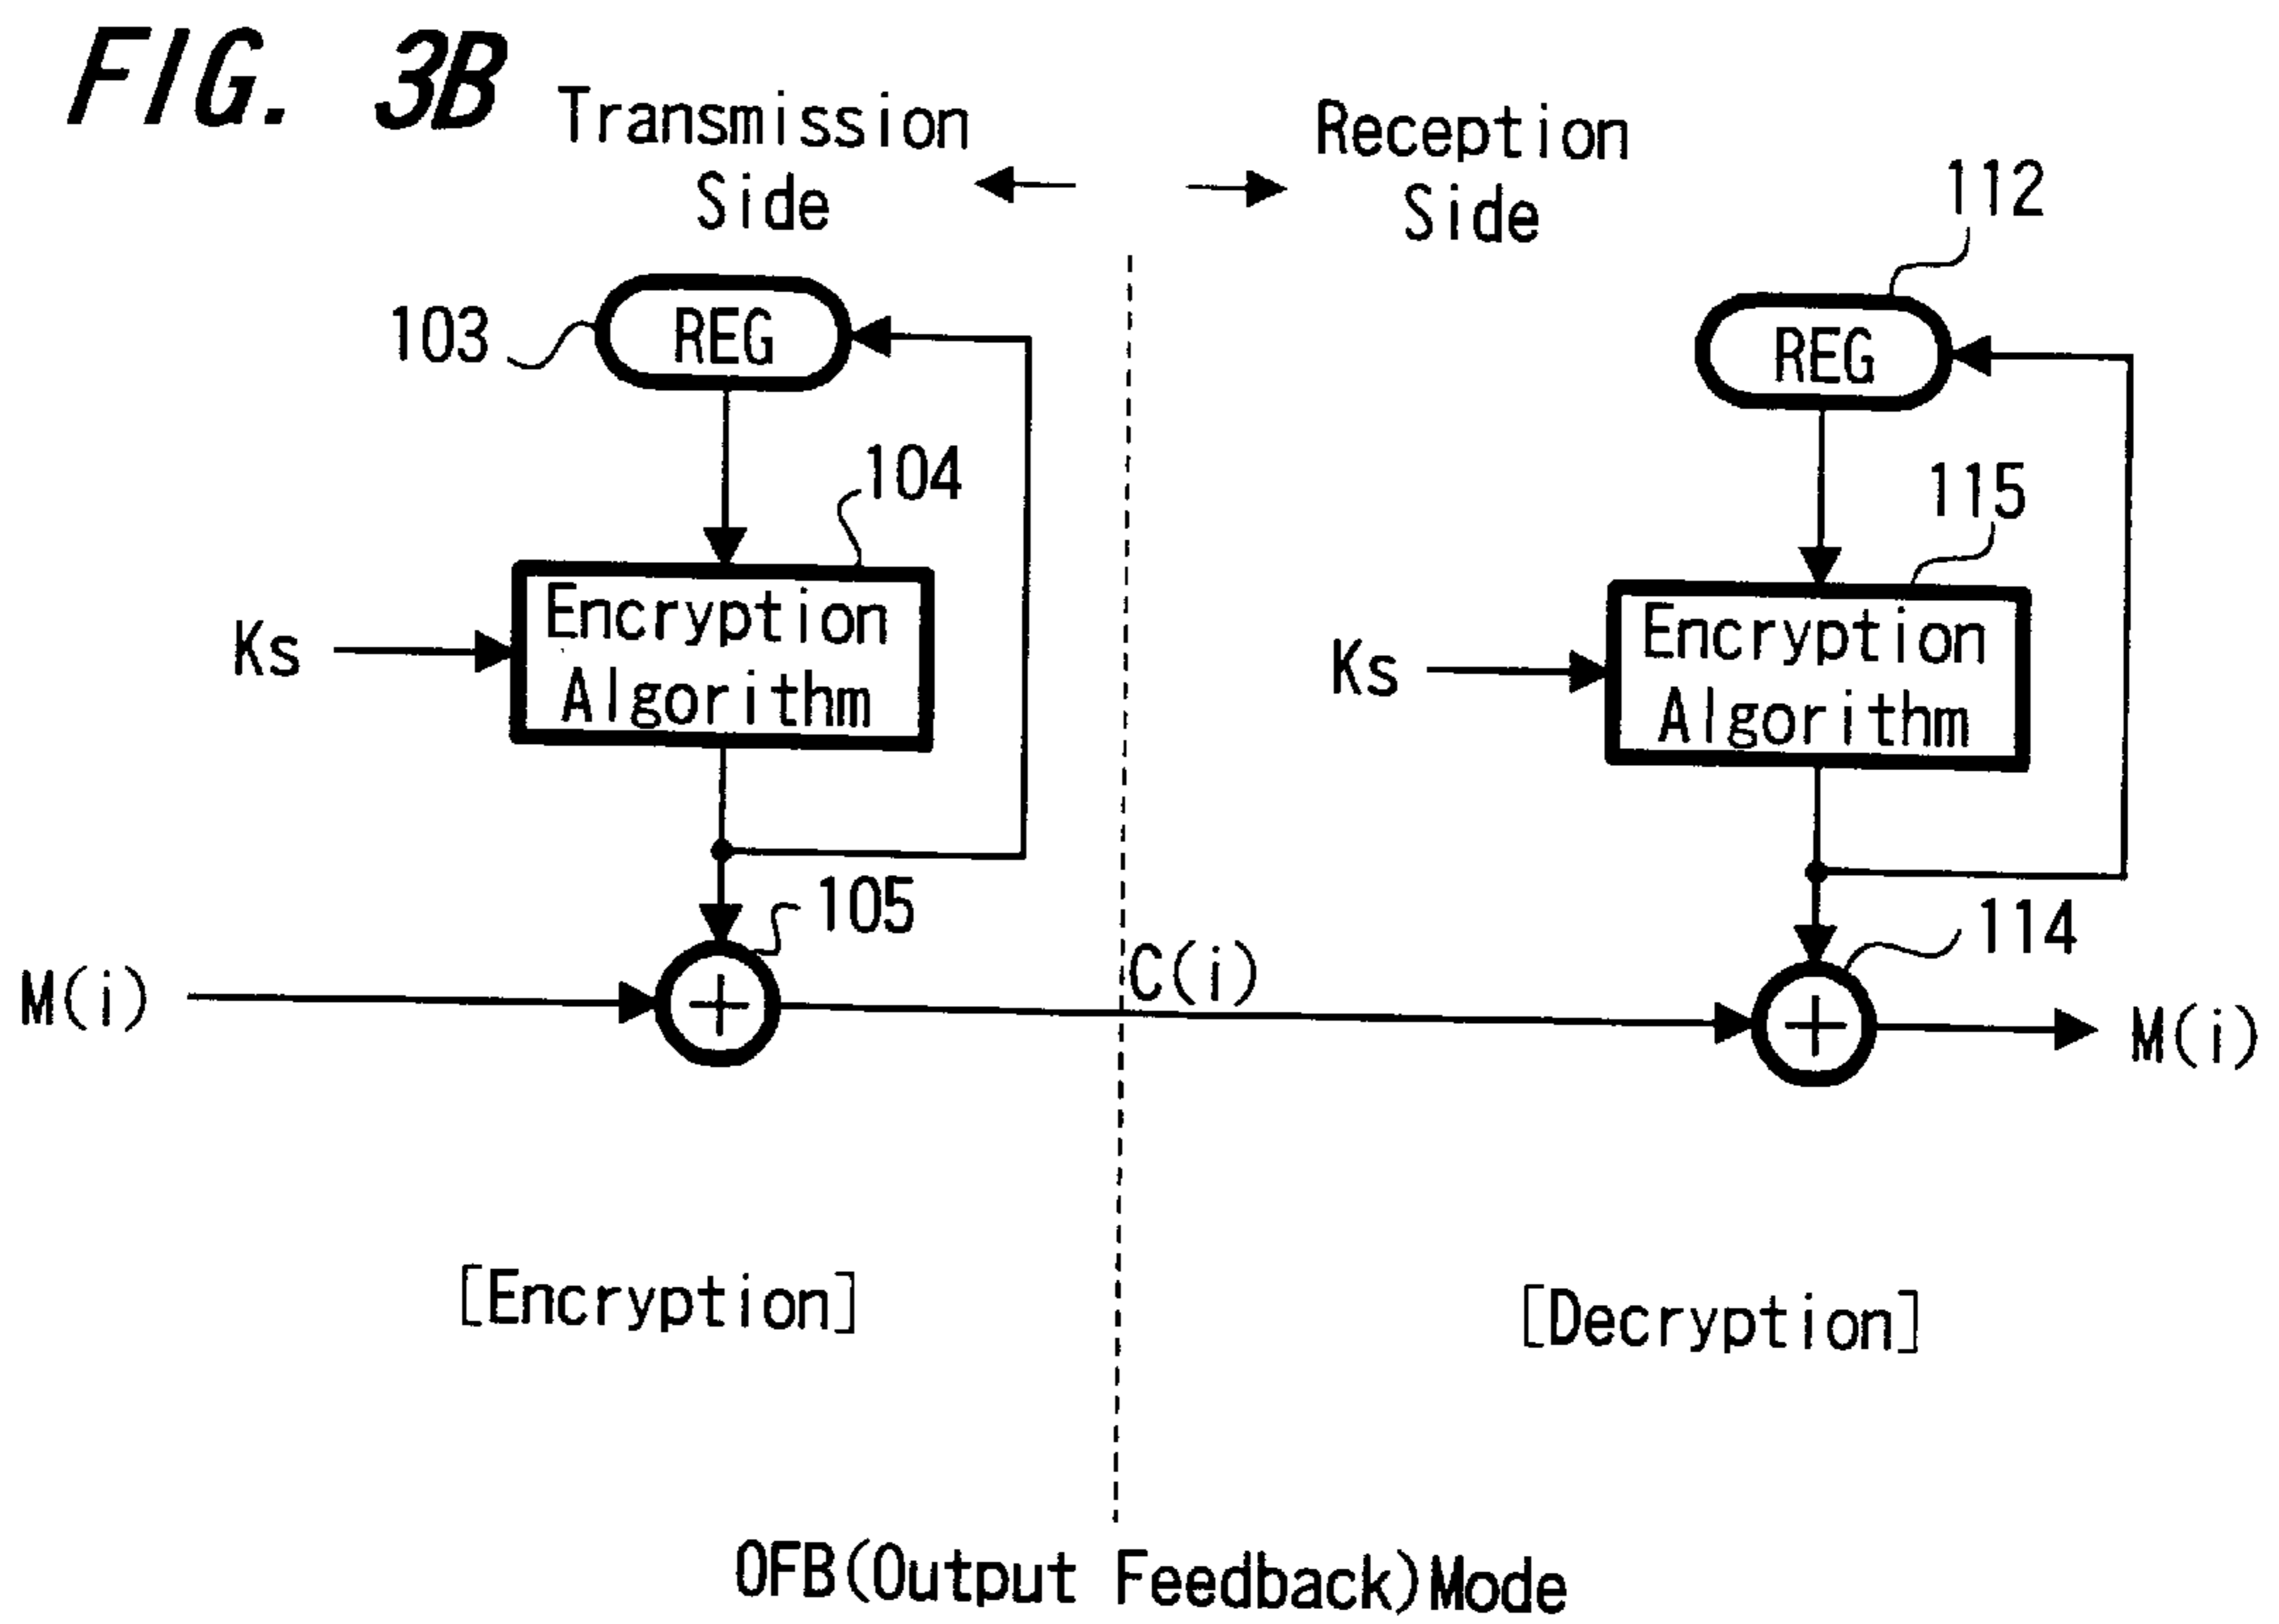 FIG. 3B
Transmission
Side
Reception
Side
112
103
REG
REG
104
115
Ks
Encryption
Algorithm
Ks
Encryption
Algorithm
105
114
M(i)
+
C(i)
+
M(i)
[Encryption]
[Decryption]
OFB(Output Feedback)Mode